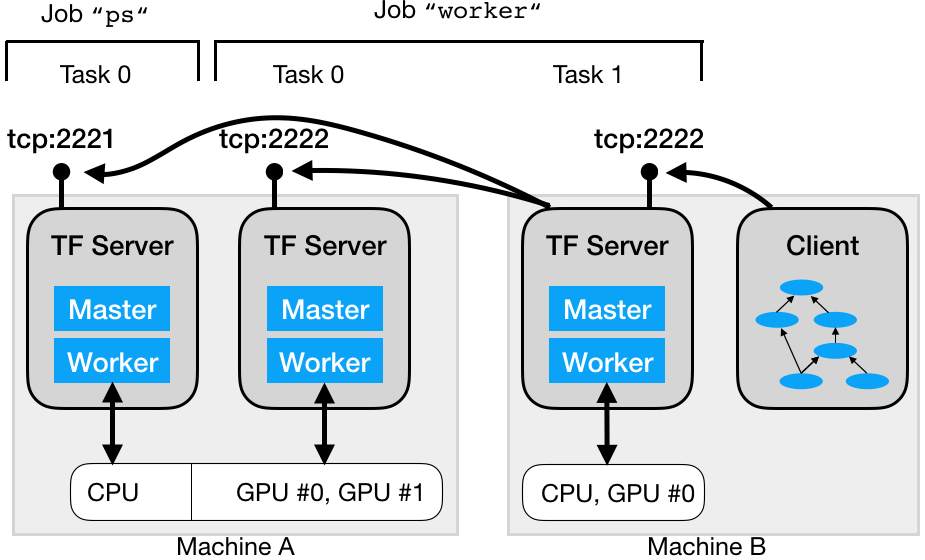 Job “ps“
Job “worker“
Task 0
Task 0
Task 1
tcp:2221
tcp:2222
tcp:2222
TF Server
TF Server
TF Server
Client
Master
Master
Master
Worker
Worker
Worker
CPU
GPU #0, GPU #1
CPU, GPU #0
Machine A
Machine B